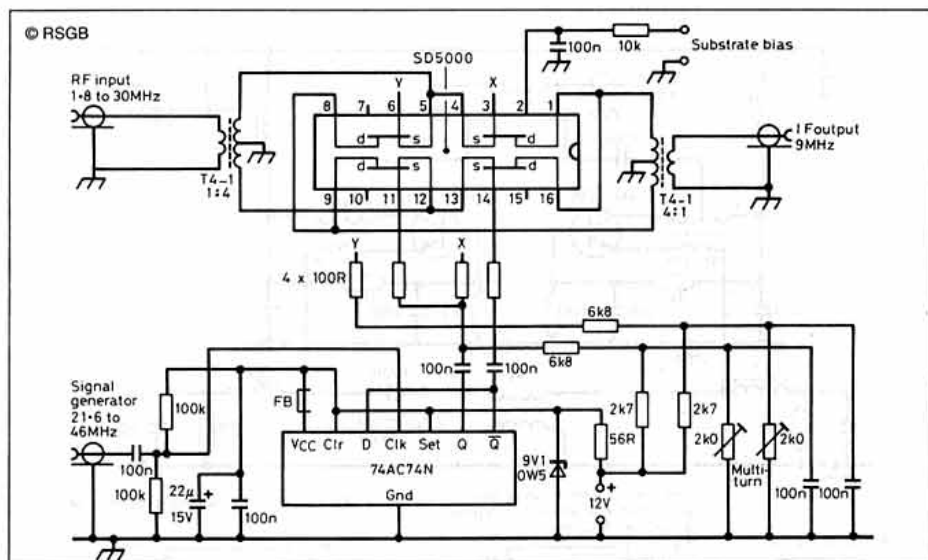 © RSGB
RF input
1·8 to 30MHz
T4-1
1:4
SD5000
Y
X
8
7
6
5
4
3
2
1
d
s
s
d
d
s
s
d
9
10
11
12
13
14
15
16
100n
10k
Substrate bias
I Foutput
9MHz
T4-1
4:1
Y
X
4 x 100R
6k8
6k8
100n
100n
Signal
generator
21·6 to
46MHz
100k
FB
100n
100k
22µ
+
15V
100n
Vcc Clr D Clk Set Q Q̅
74AC74N
Gnd
9V1
0W5
56R
+
12V
2k7
2k7
2k0
2k0
Multi-
turn
100n
100n